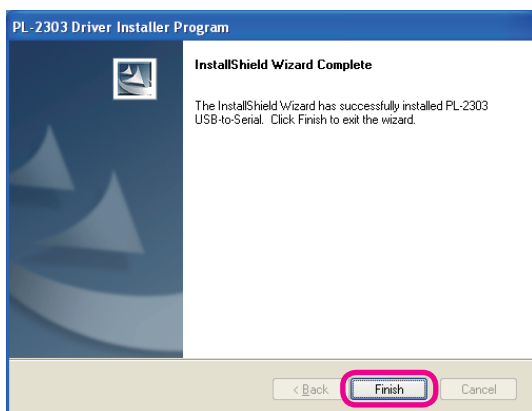 PL-2303 Driver Installer Program
InstallShield Wizard Complete
The InstallShield Wizard has successfully installed PL-2303
USB-to-Serial. Click Finish to exit the wizard.
< Back Finish Cancel